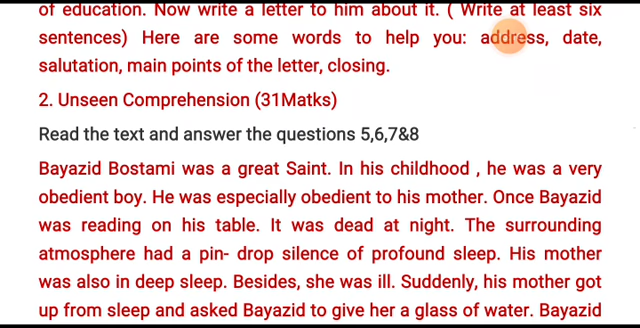 of education. Now write a letter to him about it. ( Write at least six
sentences) Here are some words to help you: address, date,
salutation, main points of the letter, closing.
2. Unseen Comprehension (31Matks)
Read the text and answer the questions 5,6,7&8
Bayazid Bostami was a great Saint. In his childhood , he was a very
obedient boy. He was especially obedient to his mother. Once Bayazid
was reading on his table. It was dead at night. The surrounding
atmosphere had a pin- drop silence of profound sleep. His mother
was also in deep sleep. Besides, she was ill. Suddenly, his mother got
up from sleep and asked Bayazid to give her a glass of water. Bayazid